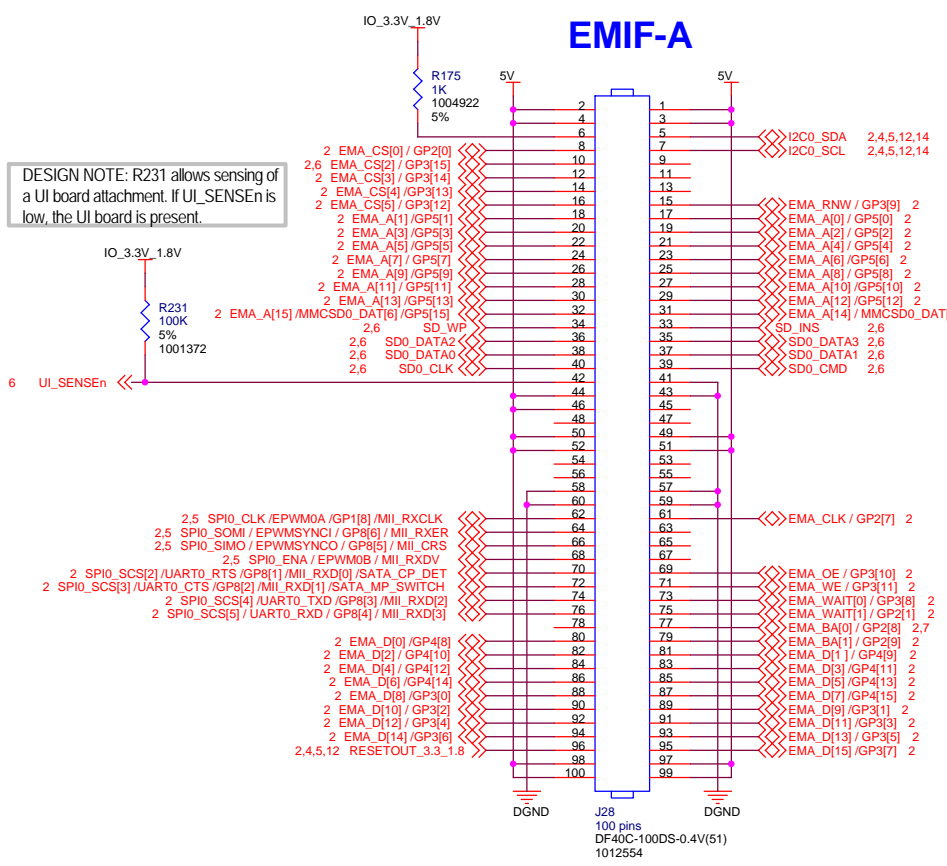 IO_3.3V_1.8V
EMIF-A
R175
1K
1004922
5%
5V
5V
DESIGN NOTE: R231 allows sensing of
a UI board attachment. If UI_SENSEn is
low, the UI board is present.
IO_3.3V_1.8V
R231
100K
5%
1001372
6 UI_SENSEn
2 1
4 3
6 5 I2C0_SDA 2,4,5,12,14
2 EMA_CS[0] / GP2[0] 8 7 I2C0_SCL 2,4,5,12,14
2,6 EMA_CS[2] / GP3[15] 10 9
2 EMA_CS[3] / GP3[14] 12 11
2 EMA_CS[4] /GP3[13] 14 13
2 EMA_CS[5] / GP3[12] 16 15 EMA_RNW / GP3[9] 2
2 EMA_A[1] /GP5[1] 18 17 EMA_A[0] / GP5[0] 2
2 EMA_A[3] /GP5[3] 20 19 EMA_A[2] / GP5[2] 2
2 EMA_A[5] /GP5[5] 22 21 EMA_A[4] / GP5[4] 2
2 EMA_A[7] / GP5[7] 24 23 EMA_A[6] /GP5[6] 2
2 EMA_A[9] /GP5[9] 26 25 EMA_A[8] / GP5[8] 2
2 EMA_A[11] / GP5[11] 28 27 EMA_A[10] /GP5[10] 2
2 EMA_A[13] /GP5[13] 30 29 EMA_A[12] /GP5[12] 2
2 EMA_A[15] /MMCSD0_DAT[6] /GP5[15] 32 31 EMA_A[14] / MMCSD0_DAT
2,6 SD_WP 34 33 SD_INS 2,6
2,6 SD0_DATA2 36 35 SD0_DATA3 2,6
2,6 SD0_DATA0 38 37 SD0_DATA1 2,6
2,6 SD0_CLK 40 39 SD0_CMD 2,6
42 41
44 43
46 45
48 47
50 49
52 51
54 53
56 55
58 57
60 59
2,5 SPI0_CLK /EPWM0A /GP1[8] /MII_RXCLK 62 61 EMA_CLK / GP2[7] 2
2,5 SPI0_SOMI / EPWMSYNCI / GP8[6] / MII_RXER 64 63
2,5 SPI0_SIMO / EPWMSYNCO / GP8[5] / MII_CRS 66 65
2,5 SPI0_ENA / EPWM0B / MII_RXDV 68 67
2 SPI0_SCS[2] /UART0_RTS /GP8[1] /MII_RXD[0] /SATA_CP_DET 70 69 EMA_OE / GP3[10] 2
2 SPI0_SCS[3] /UART0_CTS /GP8[2] /MII_RXD[1] /SATA_MP_SWITCH 72 71 EMA_WE / GP3[11] 2
2 SPI0_SCS[4] /UART0_TXD /GP8[3] / MII_RXD[2] 74 73 EMA_WAIT[0] / GP3[8] 2
2 SPI0_SCS[5] / UART0_RXD / GP8[4] / MII_RXD[3] 76 75 EMA_WAIT[1] / GP2[1] 2
78 77 EMA_BA[0] / GP2[8] 2,7
2 EMA_D[0] /GP4[8] 80 79 EMA_BA[1] / GP2[9] 2
2 EMA_D[2] / GP4[10] 82 81 EMA_D[1 ] / GP4[9] 2
2 EMA_D[4] / GP4[12] 84 83 EMA_D[3] / GP4[11] 2
2 EMA_D[6] /GP4[14] 86 85 EMA_D[5] /GP4[13] 2
2 EMA_D[8] /GP3[0] 88 87 EMA_D[7] /GP4[15] 2
2 EMA_D[10] / GP3[2] 90 89 EMA_D[9] /GP3[1] 2
2 EMA_D[12] / GP3[4] 92 91 EMA_D[11] /GP3[3] 2
2 EMA_D[14] /GP3[6] 94 93 EMA_D[13] / GP3[5] 2
2,4,5,12 RESETOUT_3.3_1.8 96 95 EMA_D[15] /GP3[7] 2
98 97
100 99
DGND
DGND
J28
100 pins
DF40C-100DS-0.4V(51)
1012554